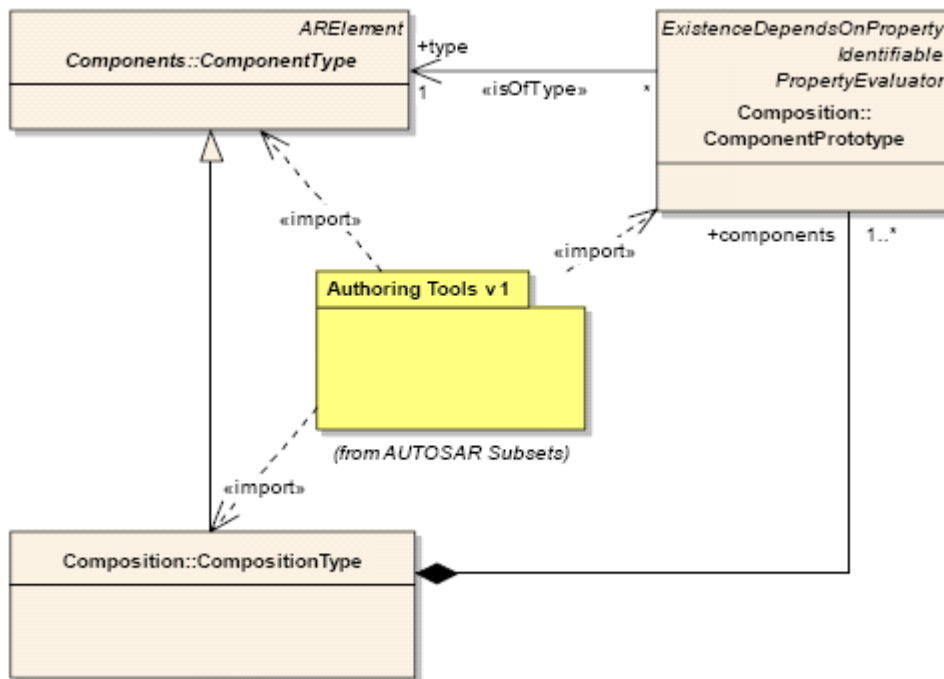 ARElement
Components::ComponentType
+type
1
«isOfType»
*
ExistenceDependsOnProperty
Identifiable
PropertyEvaluator
Composition::
ComponentPrototype
«import»
«import»
+components
1..*
Authoring Tools v1
(from AUTOSAR Subsets)
«import»
Composition::CompositionType